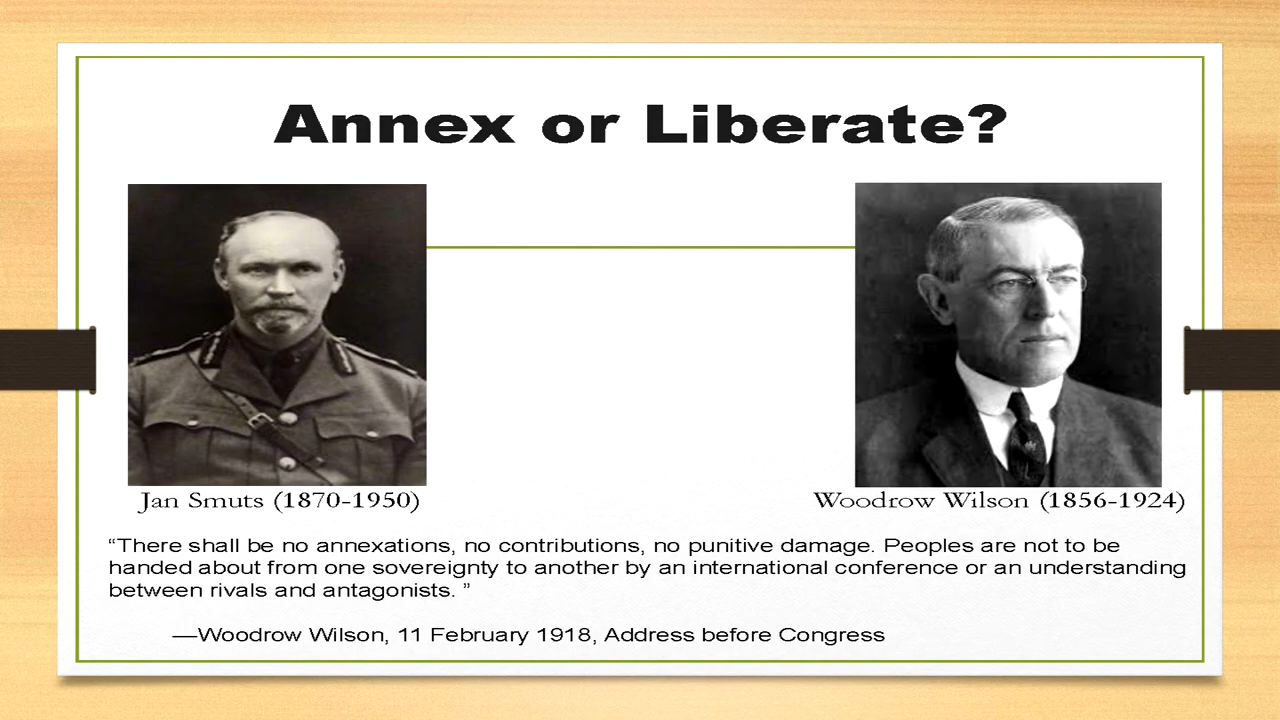 Annex or Liberate?
Jan Smuts (1870-1950)
Woodrow Wilson (1856-1924)
“There shall be no annexations, no contributions, no punitive damage. Peoples are not to be
handed about from one sovereignty to another by an international conference or an understanding
between rivals and antagonists. ”
—Woodrow Wilson, 11 February 1918, Address before Congress